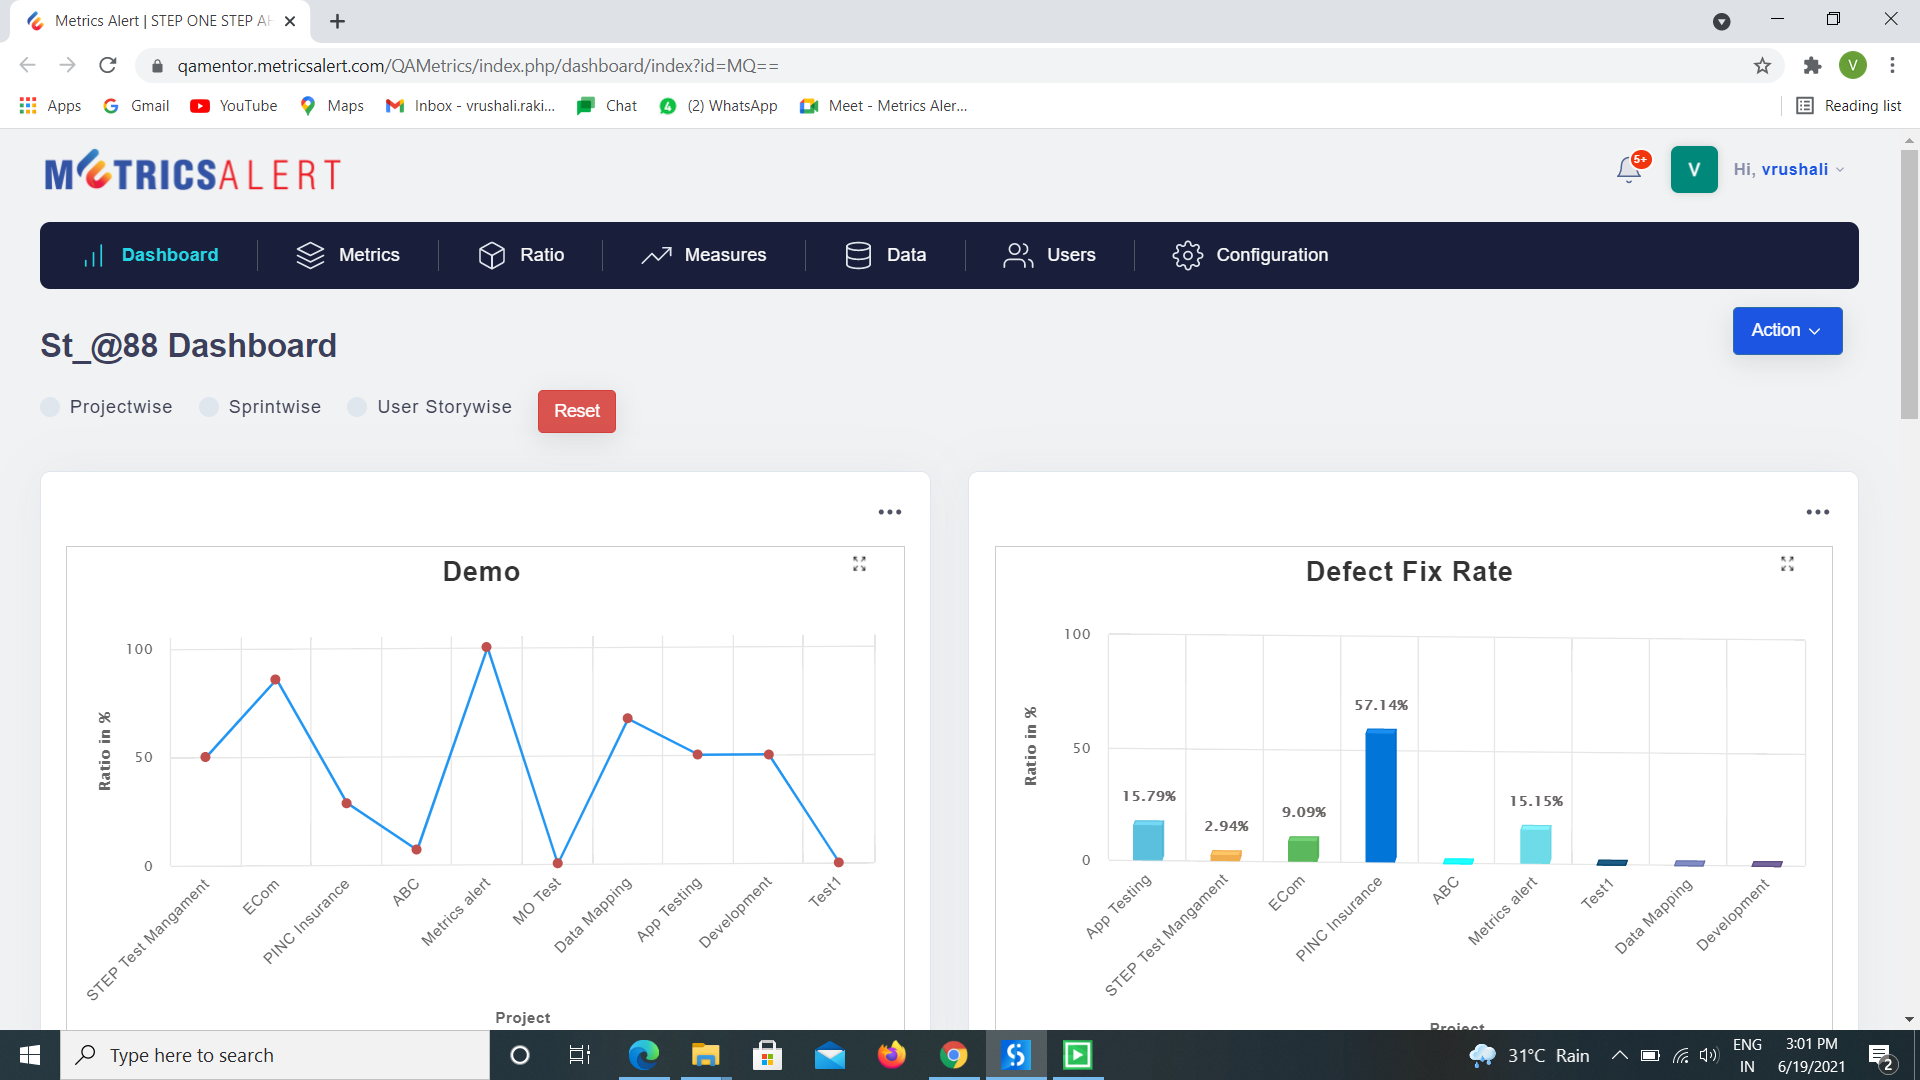 Metrics Alert | STEP ONE STEP AH
qamentor.metricsalert.com/QAMetrics/index.php/dashboard/index?id=MQ==
V
Apps
Gmail
YouTube
Maps
Inbox - vrushali.raki...
Chat
(2) WhatsApp
Meet - Metrics Aler...
Reading list
METRICSALERT
5+
V
Hi, vrushali
Dashboard
Metrics
Ratio
Measures
Data
Users
Configuration
St_@88 Dashboard
Action
Projectwise
Sprintwise
User Storywise
Reset
Demo
Ratio in %
100
50
0
STEP Test Mangament
ECom
PINC Insurance
ABC
Metrics alert
MO Test
Data Mapping
App Testing
Development
Test1
Project
Defect Fix Rate
Ratio in %
100
50
0
15.79%
2.94%
9.09%
57.14%
15.15%
App Testing
STEP Test Mangament
ECom
PINC Insurance
ABC
Metrics alert
Test1
Data Mapping
Development
Project
Type here to search
31°C Rain
ENG
IN
3:01 PM
6/19/2021
2